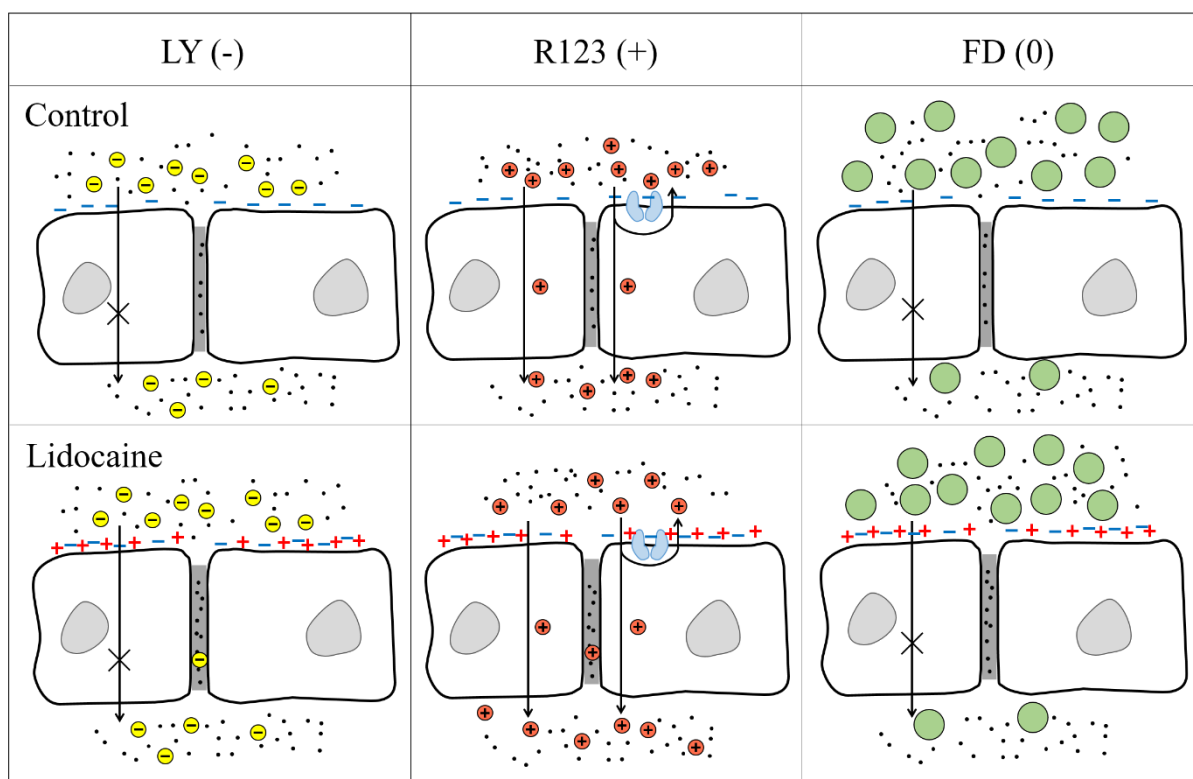 LY (-)
R123 (+)
FD (0)
Control
Lidocaine